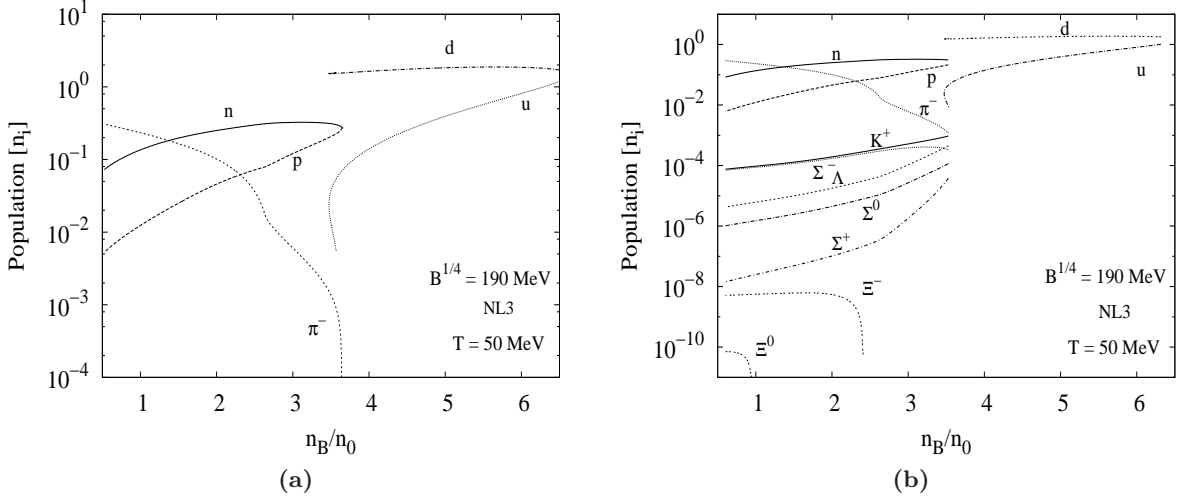 10^2
10^1
10^0
10^−1
10^−2
10^−3
10^−4
Population [n_i]
d
n
u
p
π^−
B^1/4 = 190 MeV
NL3
T = 50 MeV
1 2 3 4 5 6
n_B/n_0
(a)
10^0
10^−2
10^−4
10^−6
10^−8
10^−10
Population [n_i]
d
n
u
p
π^−
K^+
Σ^− Λ
Σ^0
Σ^+
Ξ^−
Ξ^0
B^1/4 = 190 MeV
NL3
T = 50 MeV
1 2 3 4 5 6
n_B/n_0
(b)